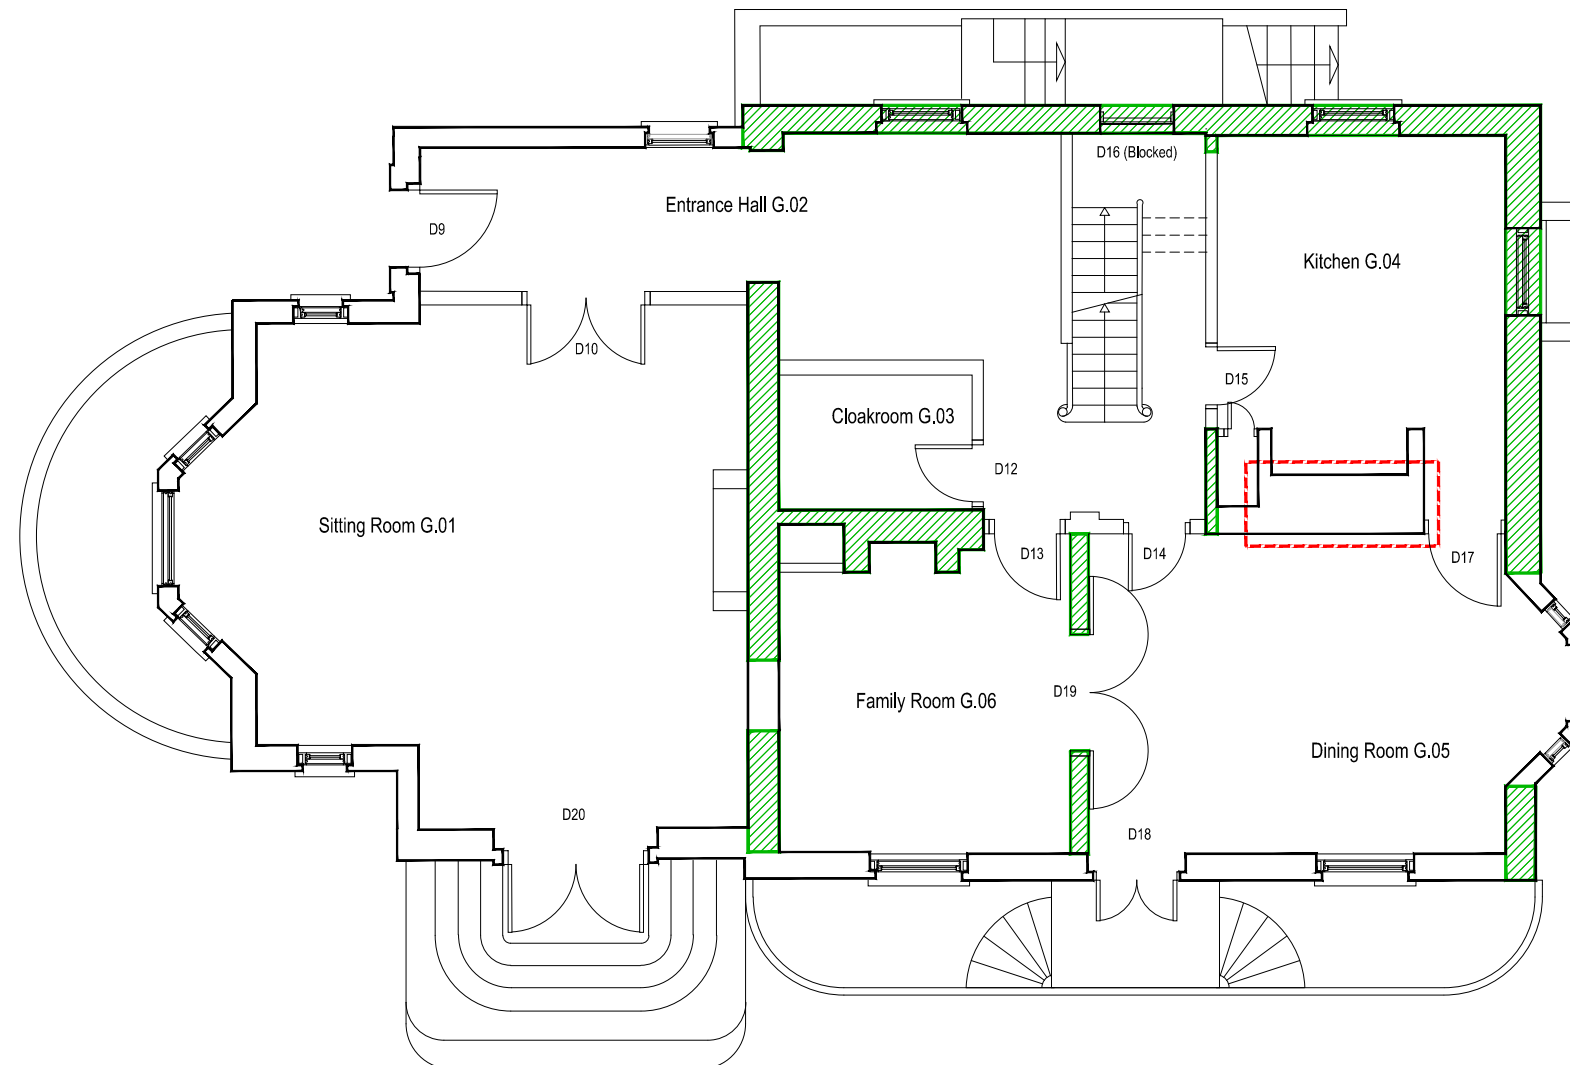 D16 (Blocked)
Entrance Hall G.02
D9
Kitchen G.04
D10
D15
Cloakroom G.03
D12
Sitting Room G.01
D13
D14
D17
D19
Family Room G.06
Dining Room G.05
D20
D18